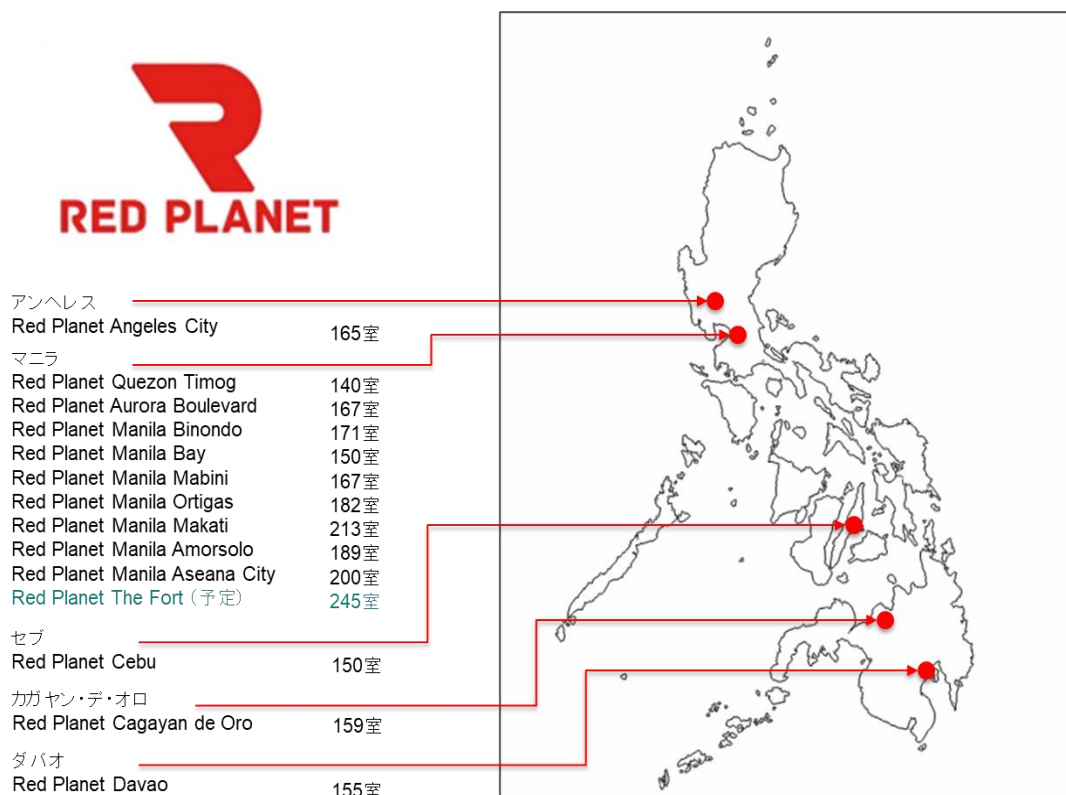 RED PLANET
アンヘレス
Red Planet Angeles City 165室
マニラ
Red Planet Quezon Timog 140室
Red Planet Aurora Boulevard 167室
Red Planet Manila Binondo 171室
Red Planet Manila Bay 150室
Red Planet Manila Mabini 167室
Red Planet Manila Ortigas 182室
Red Planet Manila Makati 213室
Red Planet Manila Amorsolo 189室
Red Planet Manila Aseana City 200室
Red Planet The Fort（予定） 245室
セブ
Red Planet Cebu 150室
カガヤン・デ・オロ
Red Planet Cagayan de Oro 159室
ダバオ
Red Planet Davao 155室